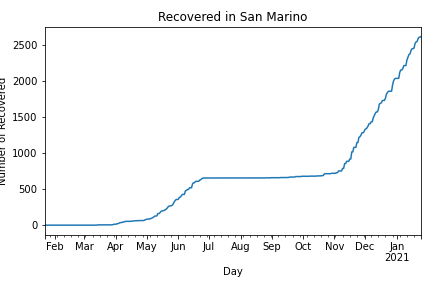 Recovered in San Marino
Number of Recovered
2500
2000
1500
1000
500
0
Feb Mar Apr May Jun Jul Aug Sep Oct Nov Dec Jan
2021
Day